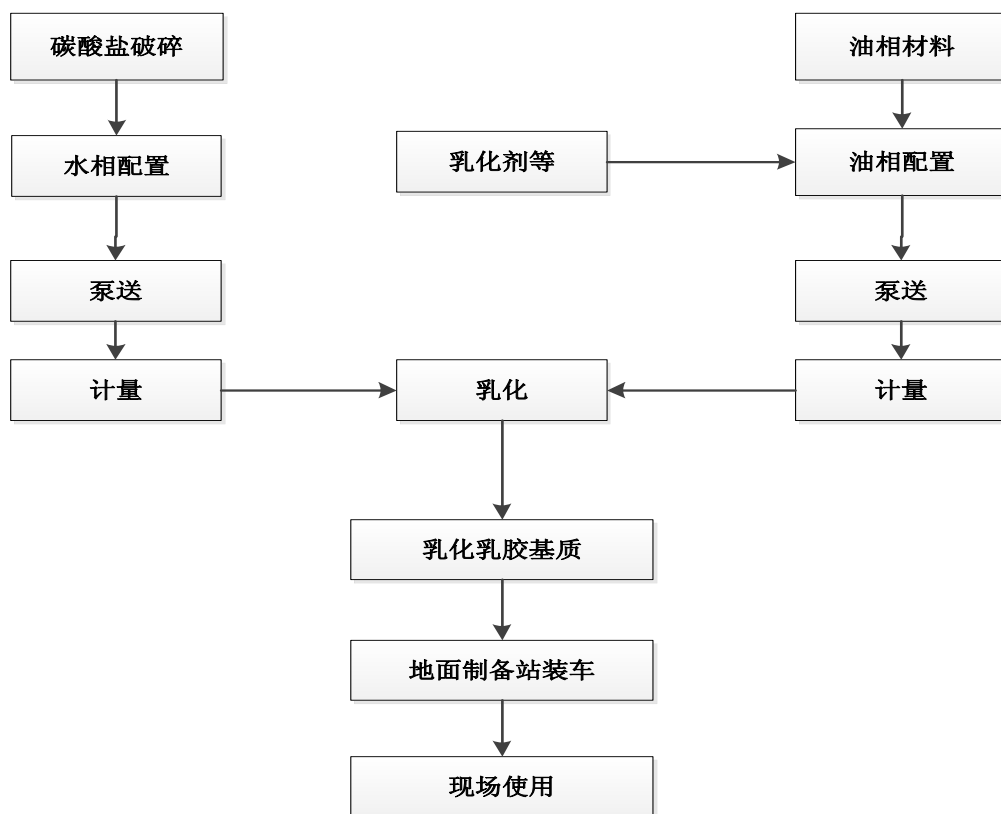 碳酸盐破碎
油相材料
水相配置
乳化剂等
油相配置
泵送
泵送
计量
乳化
计量
乳化乳胶基质
地面制备站装车
现场使用